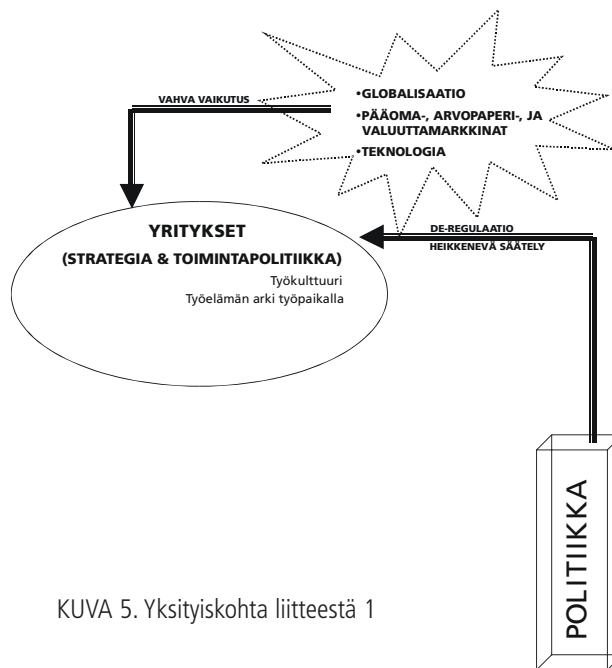 •GLOBALISAATIO
•PÄÄOMA-, ARVOPAPERI-, JA
VALUUTTAMARKKINAT
•TEKNOLOGIA
VAHVA VAIKUTUS
YRITYKSET
(STRATEGIA & TOIMINTAPOLITIIKKA)
Työkulttuuri
Työelämän arki työpaikalla
DE-REGULAATIO
HEIKKENEVÄ SÄÄTELY
POLITIIKKA
KUVA 5. Yksityiskohta liitteestä 1